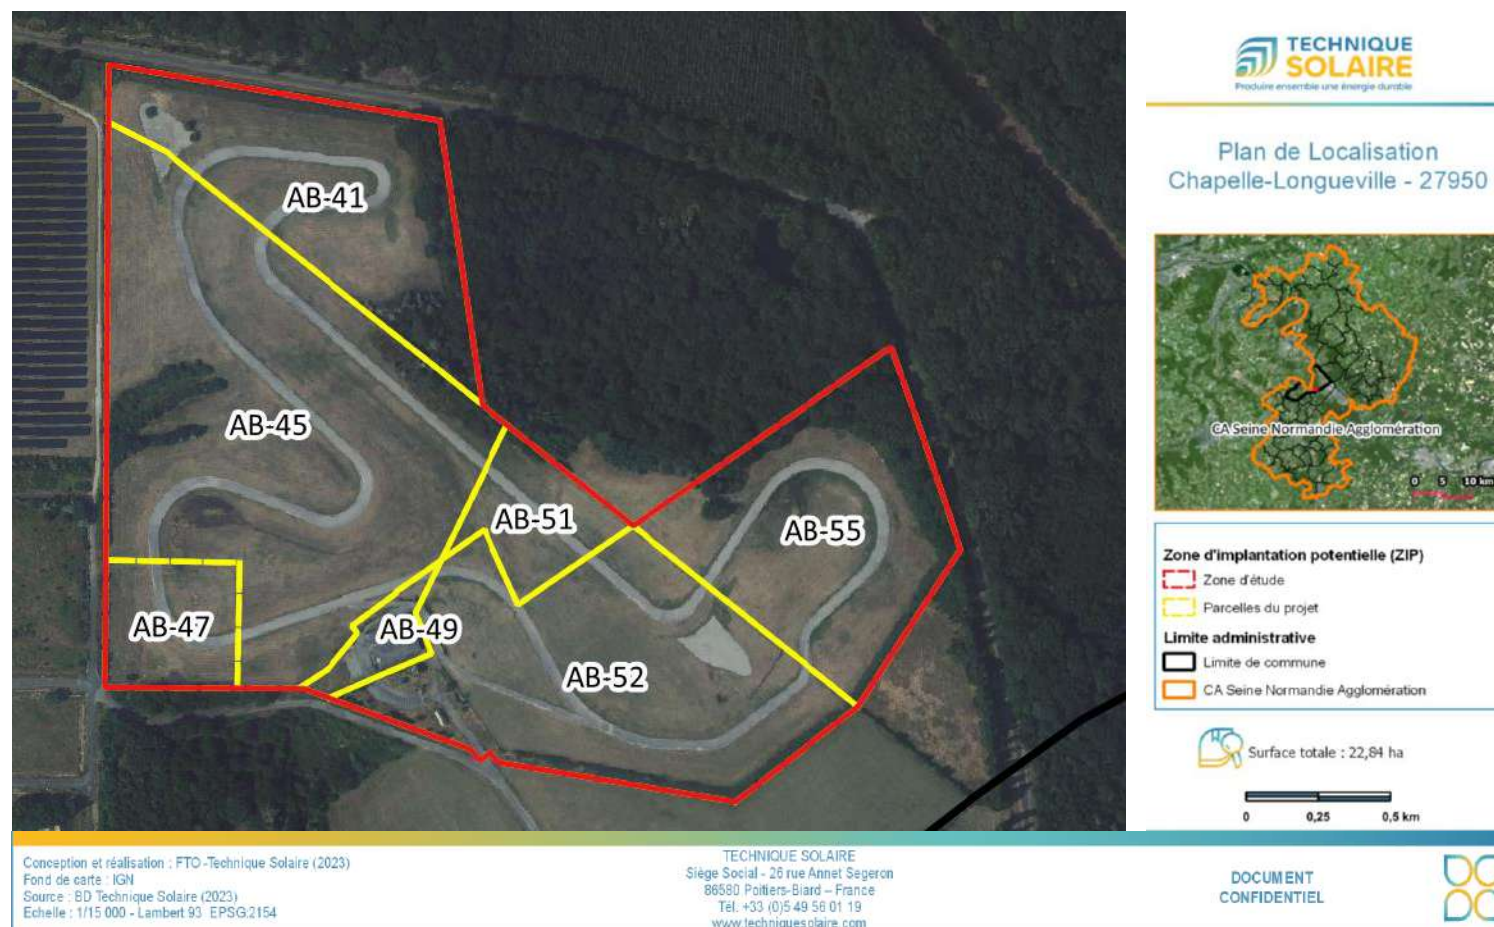 TECHNIQUE
SOLAIRE
Produire ensemble une énergie durable
Plan de Localisation
Chapelle-Longueville - 27950
AB-41
AB-45
AB-51
AB-55
AB-47
AB-49
AB-52
CA Seine Normandie Agglomération
0 5 10 km
Zone d'implantation potentielle (ZIP)
Zone d'étude
Parcelles du projet
Limite administrative
Limite de commune
CA Seine Normandie Agglomération
Surface totale : 22,84 ha
0 0,25 0,5 km
Conception et réalisation : FTO -Technique Solaire (2023)
Fond de carte : IGN
Source : BD Technique Solaire (2023)
Echelle : 1/15 000 - Lambert 93 EPSG:2154
TECHNIQUE SOLAIRE
Siège Social - 26 rue Annet Segeron
86580 Poitiers-Biard – France
Tél. +33 (0)5 49 56 01 19
www.techniquesolaire.com
DOCUMENT
CONFIDENTIEL